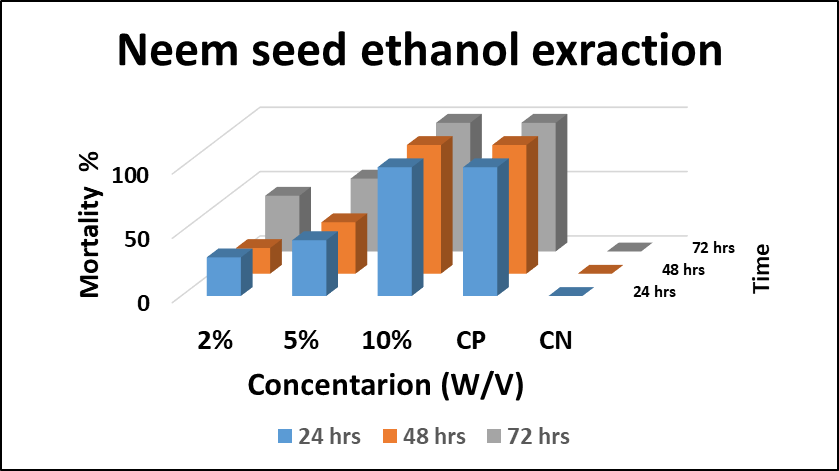 Neem seed ethanol exraction
Mortality %
100
50
0
2% 5% 10% CP CN
Concentarion (W/V)
72 hrs
48 hrs
24 hrs
Time
24 hrs 48 hrs 72 hrs